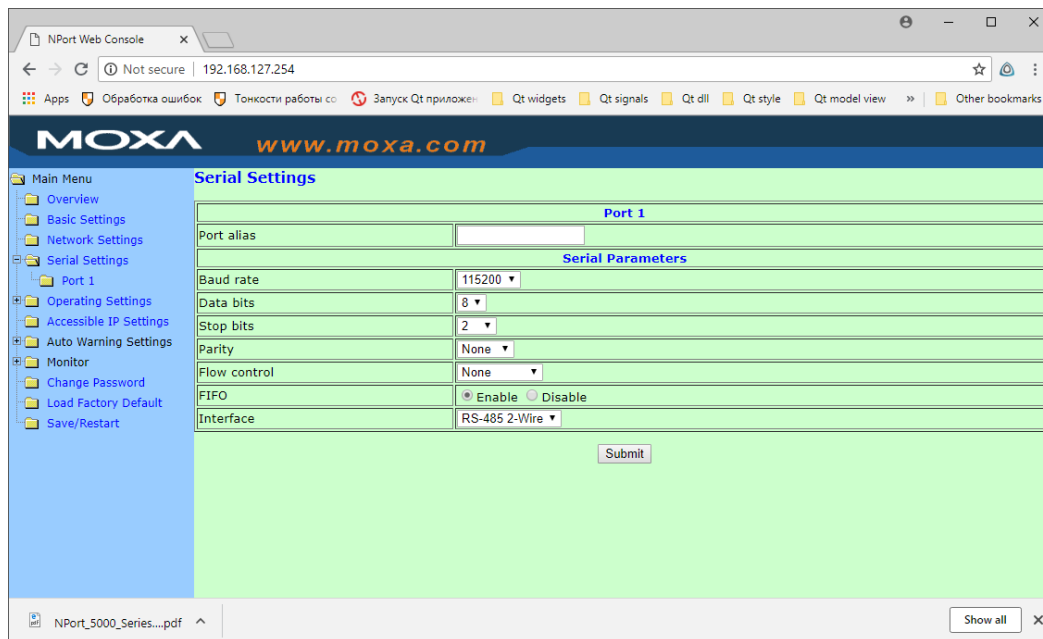 NPort Web Console
Not secure 192.168.127.254
Apps Обработка ошибок Тонкости работы со Запуск Qt приложен Qt widgets Qt signals Qt dll Qt style Qt model view » Other bookmarks
MOXA www.moxa.com
Main Menu
Overview
Basic Settings
Network Settings
Serial Settings
Port 1
Operating Settings
Accessible IP Settings
Auto Warning Settings
Monitor
Change Password
Load Factory Default
Save/Restart
Serial Settings
Port 1
Port alias
Serial Parameters
Baud rate 115200
Data bits 8
Stop bits 2
Parity None
Flow control None
FIFO Enable Disable
Interface RS-485 2-Wire
Submit
NPort_5000_Series....pdf Show all